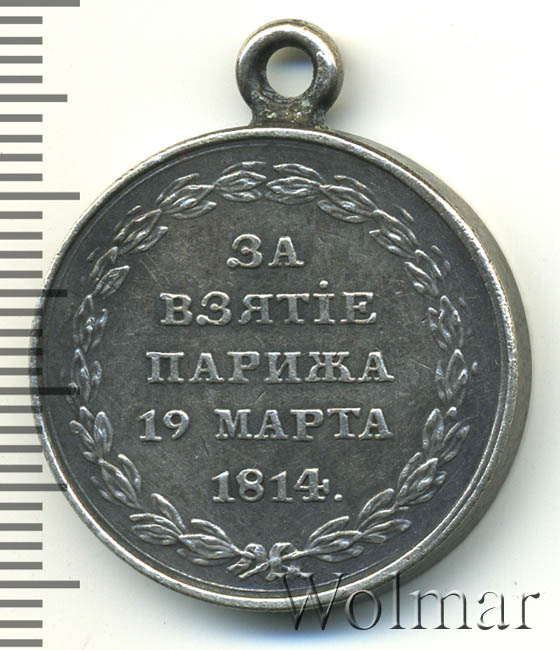 ЗА
ВЗЯТІЕ
ПАРИЖА
19 МАРТА
1814.
Wolmar